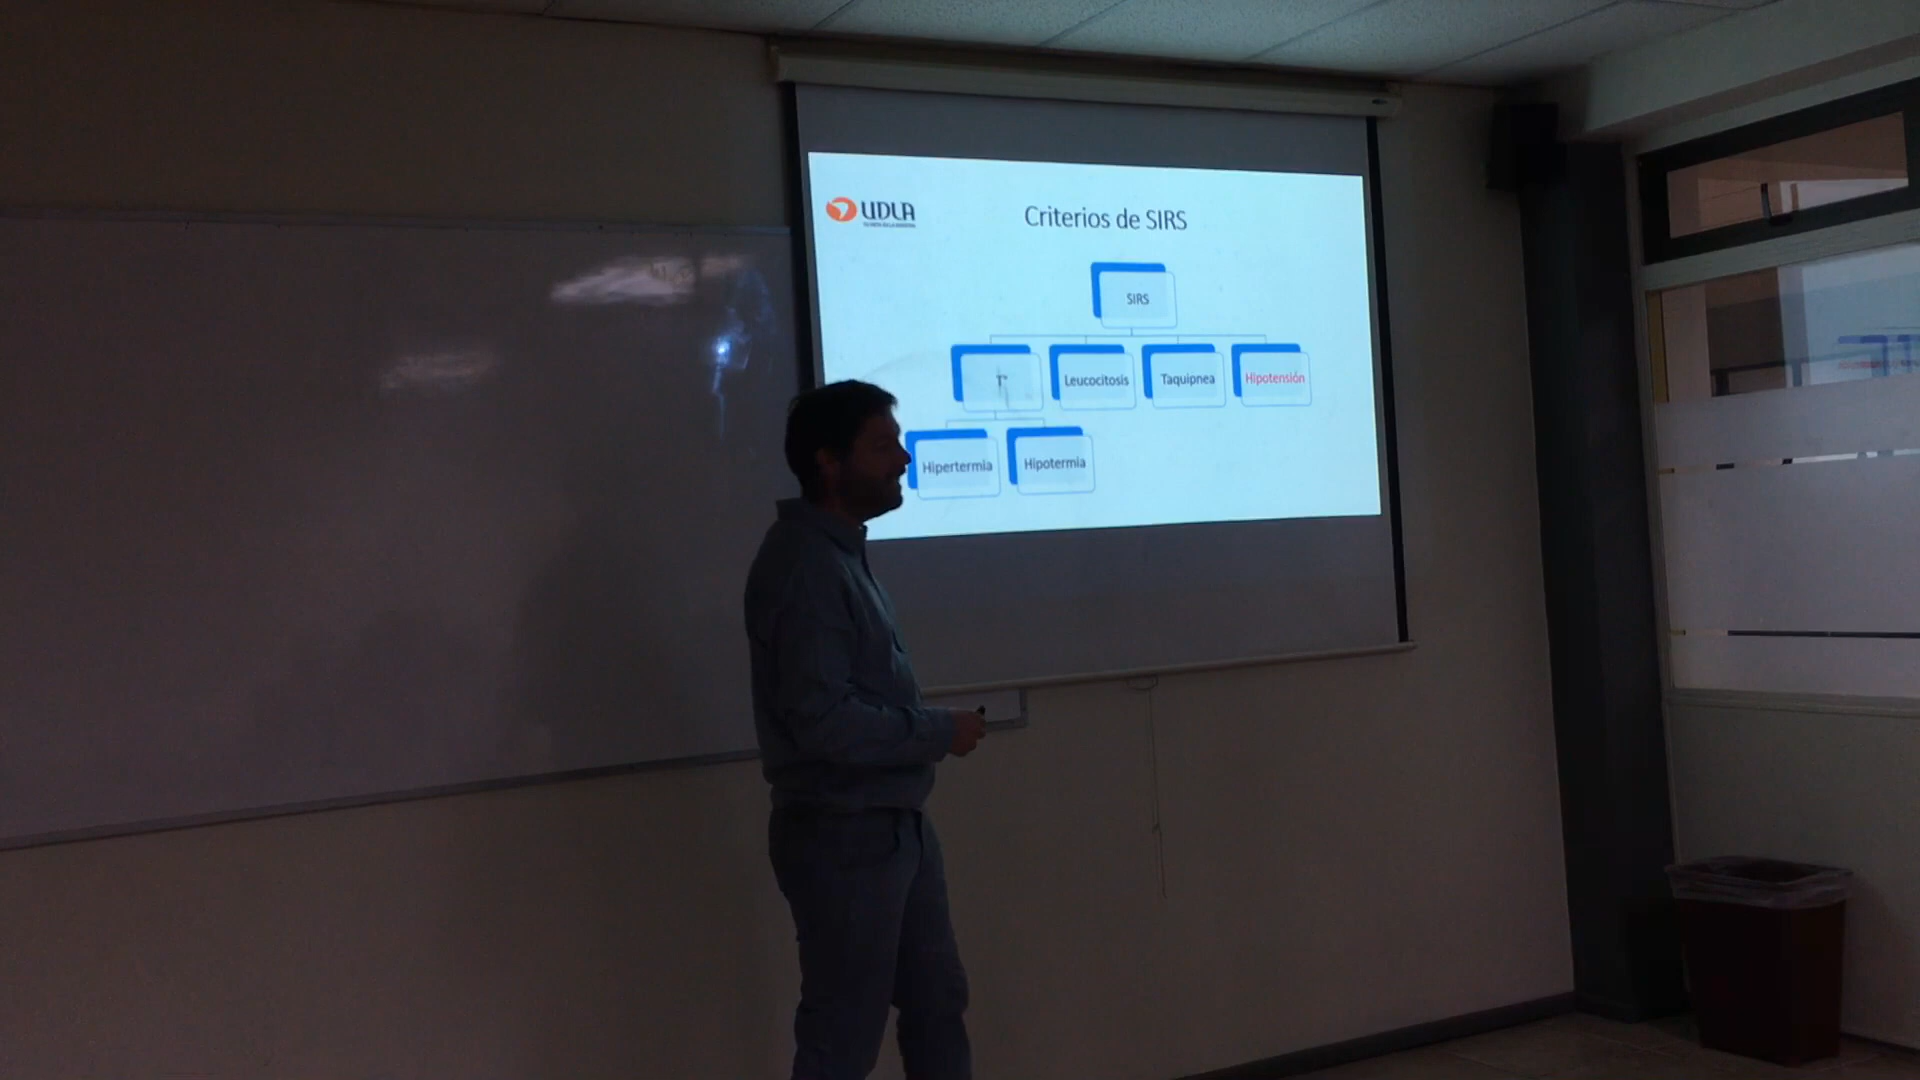 UDLA
Criterios de SIRS
SIRS
T°
Leucocitosis
Taquipnea
Hipotensión
Hipertermia
Hipotermia